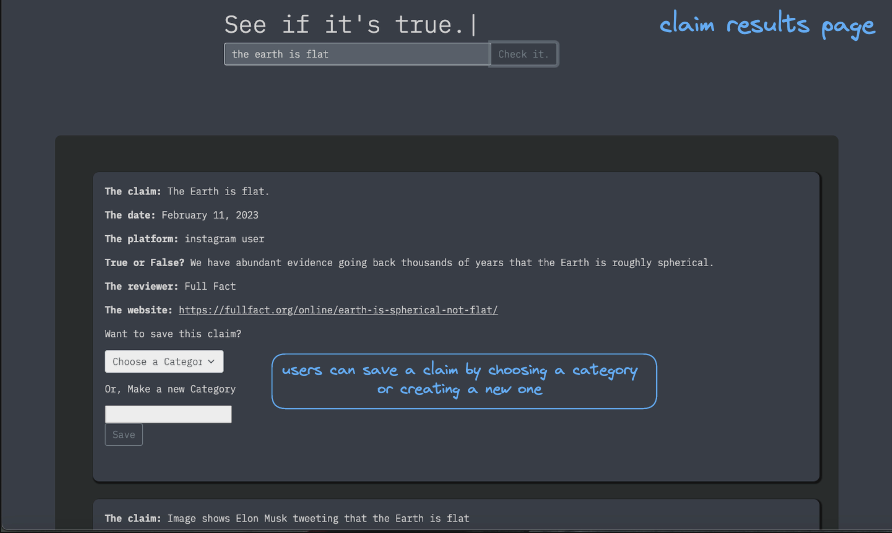 See if it's true.|
claim results page
the earth is flat
Check it.
The claim: The Earth is flat.
The date: February 11, 2023
The platform: instagram user
True or False? We have abundant evidence going back thousands of years that the Earth is roughly spherical.
The reviewer: Full Fact
The website: https://fullfact.org/online/earth-is-spherical-not-flat/
Want to save this claim?
Choose a Categor
users can save a claim by choosing a category
or creating a new one
Or, Make a new Category
Save
The claim: Image shows Elon Musk tweeting that the Earth is flat